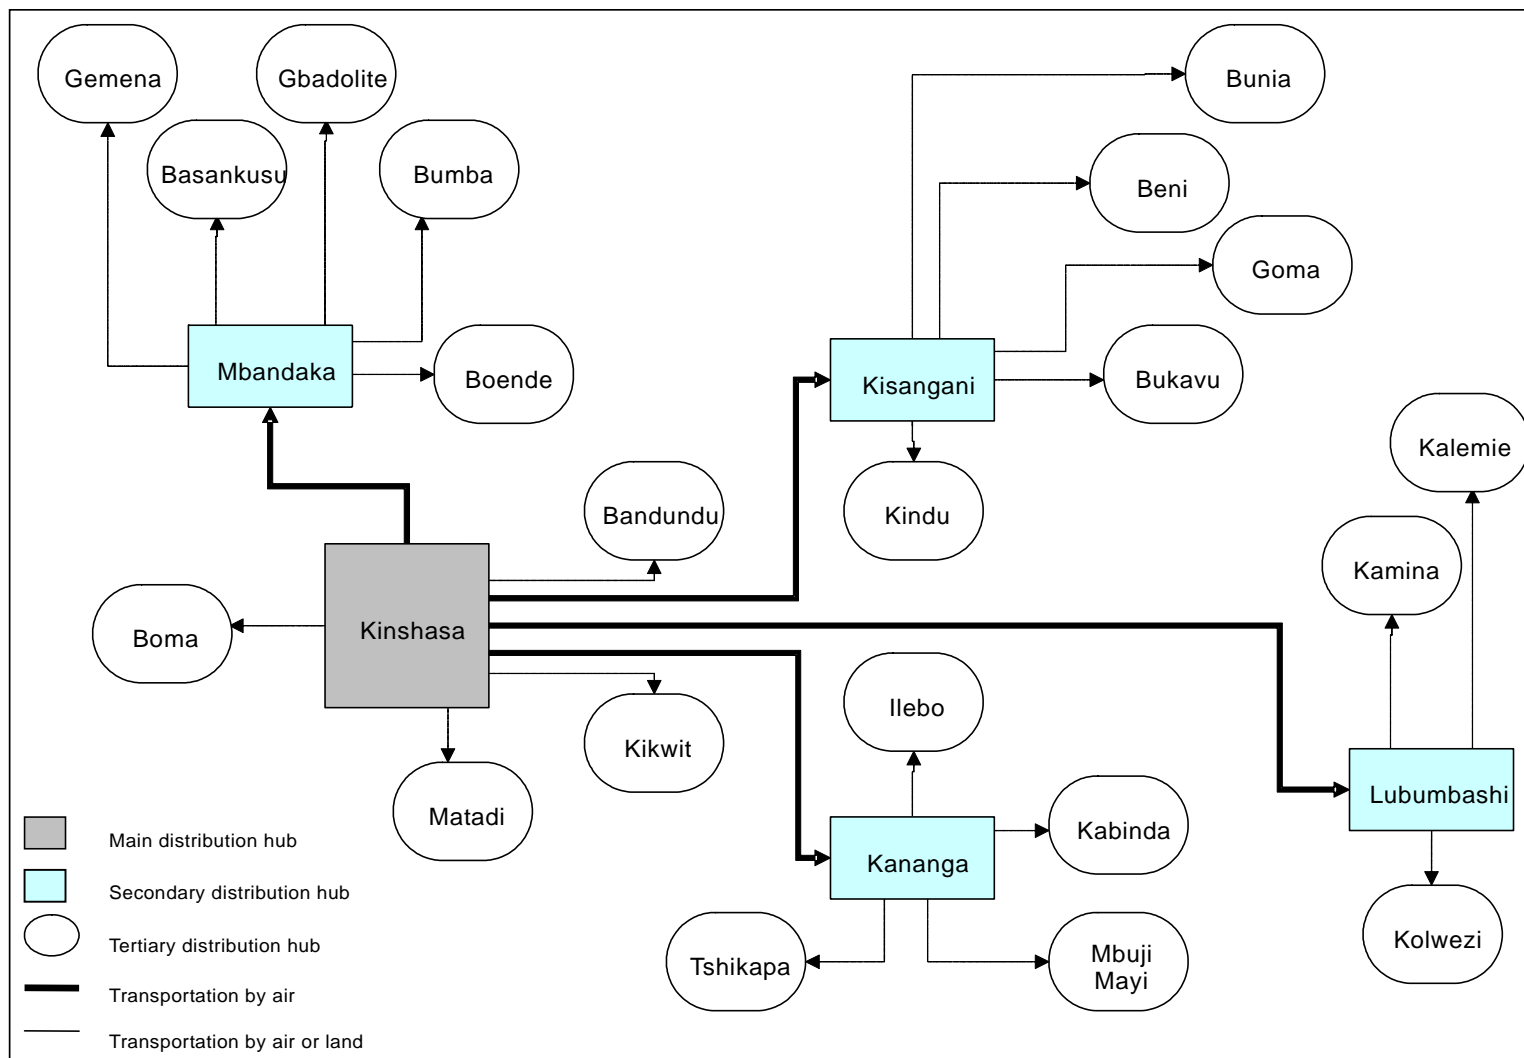 Gemena
Gbadolite
Bunia
Basankusu
Bumba
Beni
Goma
Mbandaka
Boende
Kisangani
Bukavu
Kalemie
Bandundu
Kindu
Kamina
Boma
Kinshasa
Ilebo
Kikwit
Matadi
Lubumbashi
Kabinda
Kananga
Kolwezi
Tshikapa
Mbuji
Mayi
Main distribution hub
Secondary distribution hub
Tertiary distribution hub
Transportation by air
Transportation by air or land